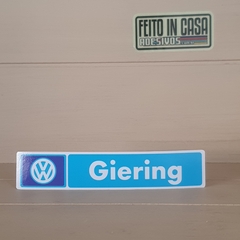 FEITO IN CASA
ADESIVOS
VW Giering